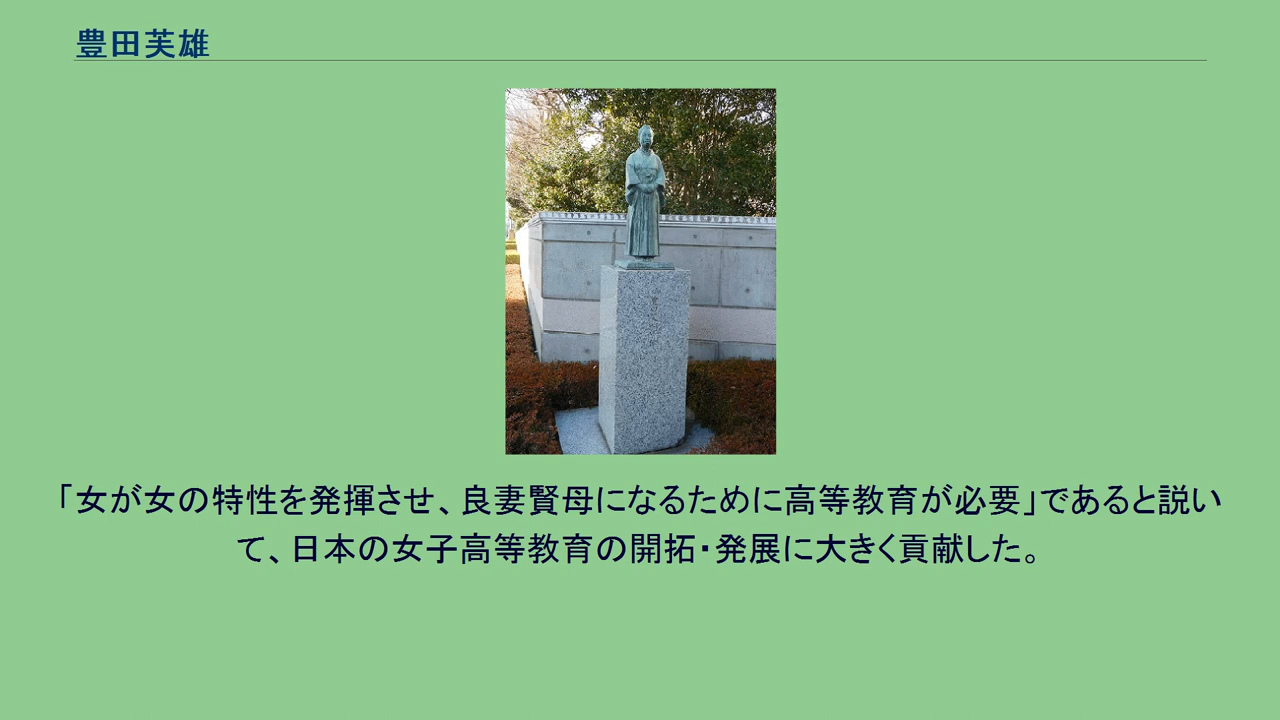 豊田芙雄
「女が女の特性を発揮させ、良妻賢母になるために高等教育が必要」であると説い
て、日本の女子高等教育の開拓・発展に大きく貢献した。